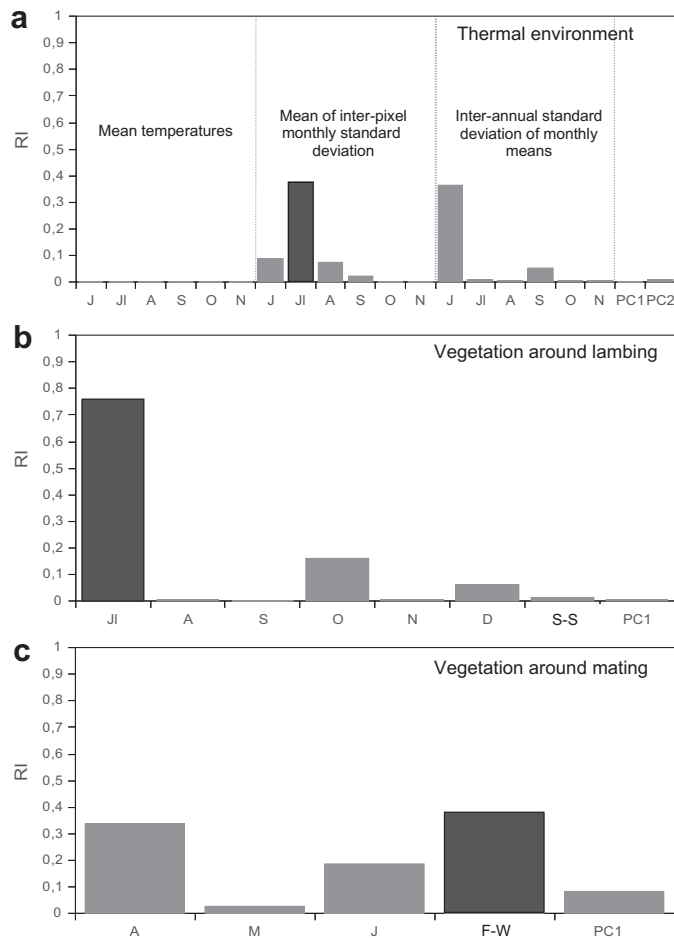 a
Thermal environment
Mean temperatures
Mean of inter-pixel
monthly standard
deviation
Inter-annual standard
deviation of monthly
means
RI
1
0,9
0,8
0,7
0,6
0,5
0,4
0,3
0,2
0,1
0
J Jl A S O N J Jl A S O N J Jl A S O N PC1 PC2
b
Vegetation around lambing
RI
1
0,9
0,8
0,7
0,6
0,5
0,4
0,3
0,2
0,1
0
Jl A S O N D S-S PC1
c
Vegetation around mating
RI
1
0,9
0,8
0,7
0,6
0,5
0,4
0,3
0,2
0,1
0
A M J F-W PC1